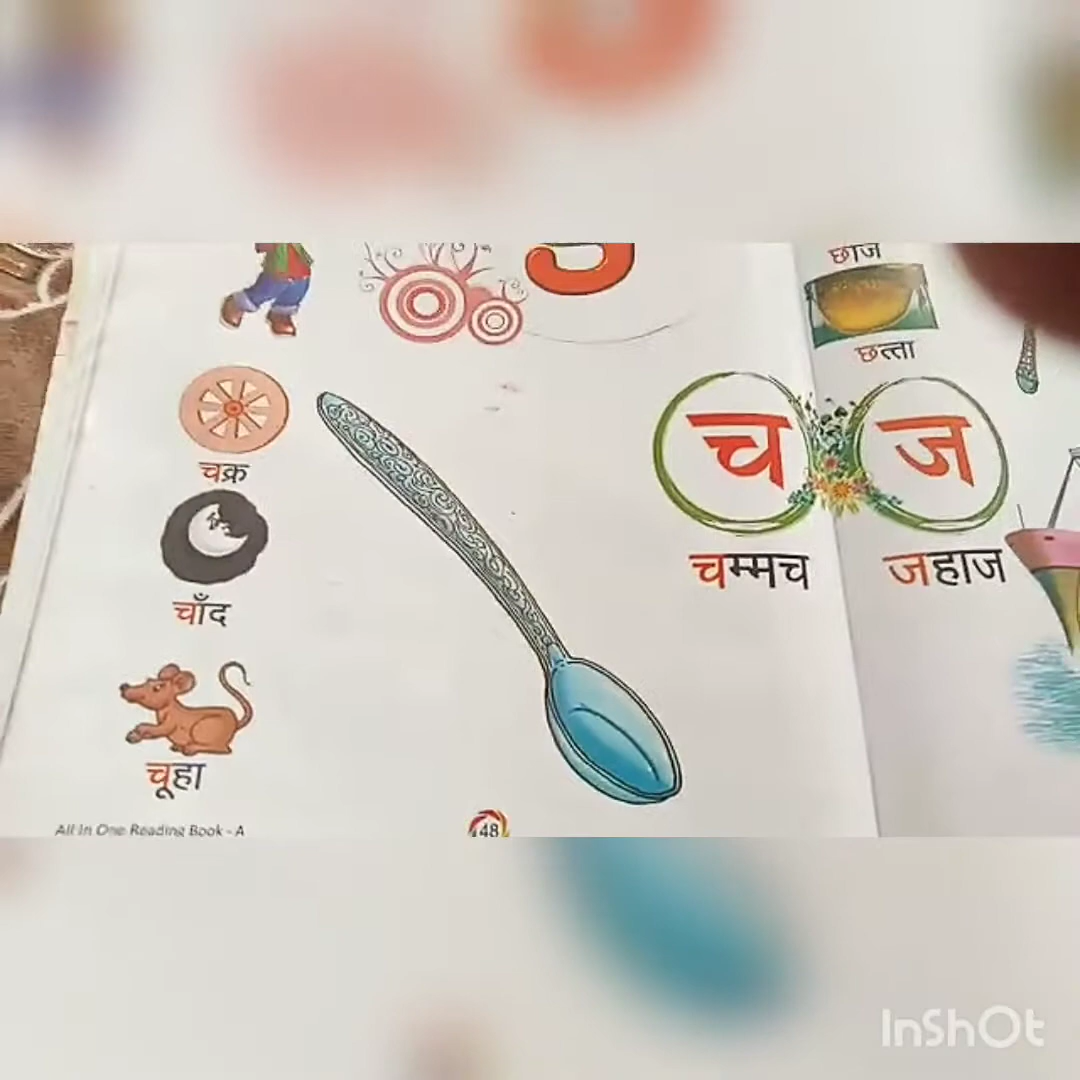 चक्र
चाँद
चूहा
All In One Reading Book - A
48
च
चम्मच
छाज
छत्ता
ज
जहाज
InShOt